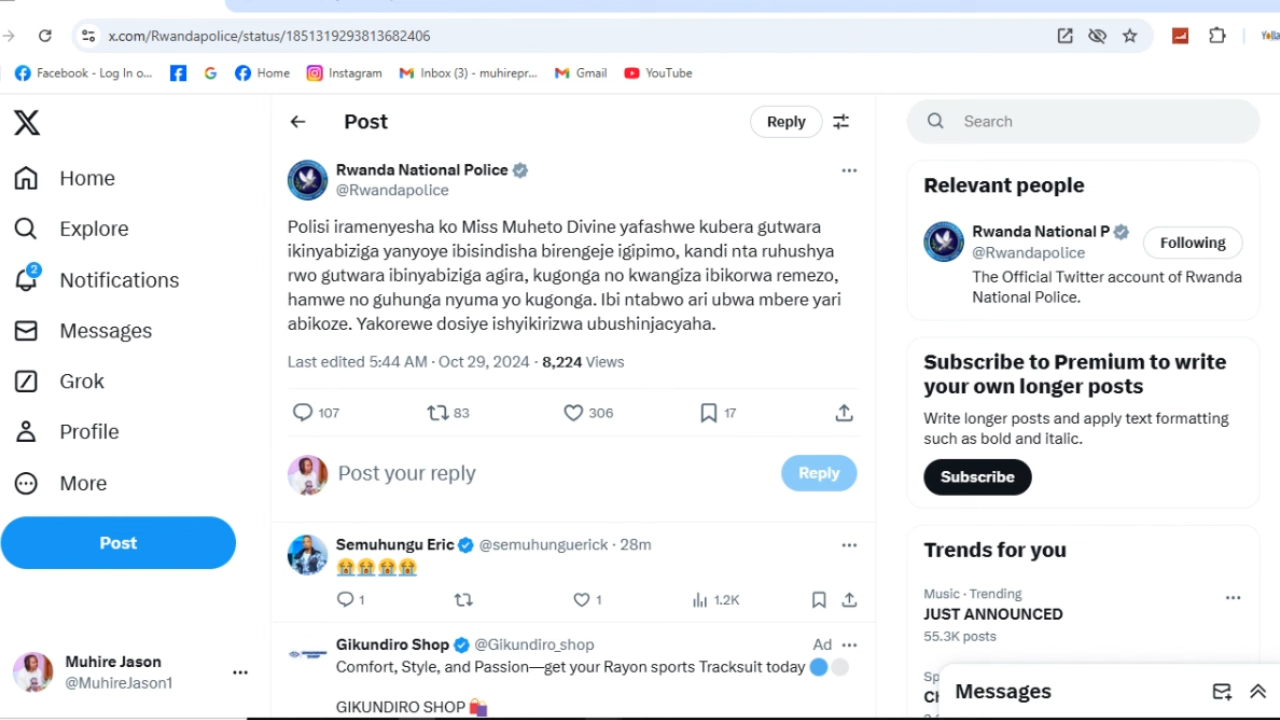 x.com/Rwandapolice/status/1851319293813682406
Facebook - Log In o...
Home
Instagram
Inbox (3) - muhirepr...
Gmail
YouTube
Post
Reply
Search
Home
Explore
2
Notifications
Messages
Grok
Profile
More
Post
Muhire Jason
@MuhireJason1
Rwanda National Police
@Rwandapolice
Polisi iramenyesha ko Miss Muheto Divine yafashwe kubera gutwara
ikinyabiziga yanyoye ibisindisha birengeje igipimo, kandi nta ruhushya
rwo gutwara ibinyabiziga agira, kugonga no kwangiza ibikorwa remezo,
hamwe no guhunga nyuma yo kugonga. Ibi ntabwo ari ubwa mbere yari
abikoze. Yakorewe dosiye ishyikirizwa ubushinjacyaha.
Last edited 5:44 AM · Oct 29, 2024 · 8,224 Views
107 83 306 17
Post your reply
Reply
Semuhungu Eric @semuhunguerick · 28m
😭😭😭😭
1 1 1.2K
Gikundiro Shop @Gikundiro_shop Ad
Comfort, Style, and Passion—get your Rayon sports Tracksuit today 🔵⚪
GIKUNDIRO SHOP 🛍️
Relevant people
Rwanda National P
@Rwandapolice
Following
The Official Twitter account of Rwanda
National Police.
Subscribe to Premium to write
your own longer posts
Write longer posts and apply text formatting
such as bold and italic.
Subscribe
Trends for you
Music · Trending
JUST ANNOUNCED
55.3K posts
Messages